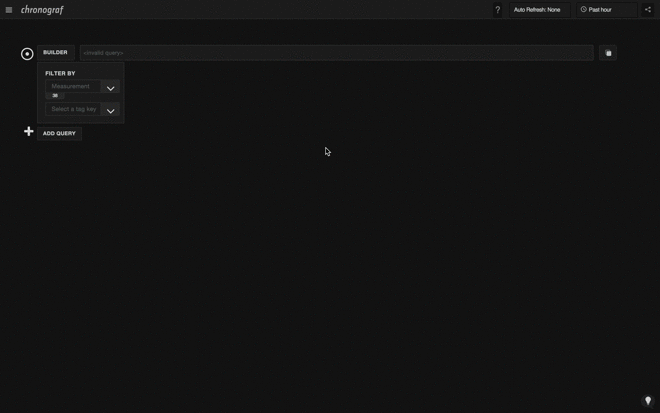 chronograf
? Auto Refresh: None Past hour
BUILDER <invalid query>
FILTER BY
Measurement
Select a tag key
ADD QUERY